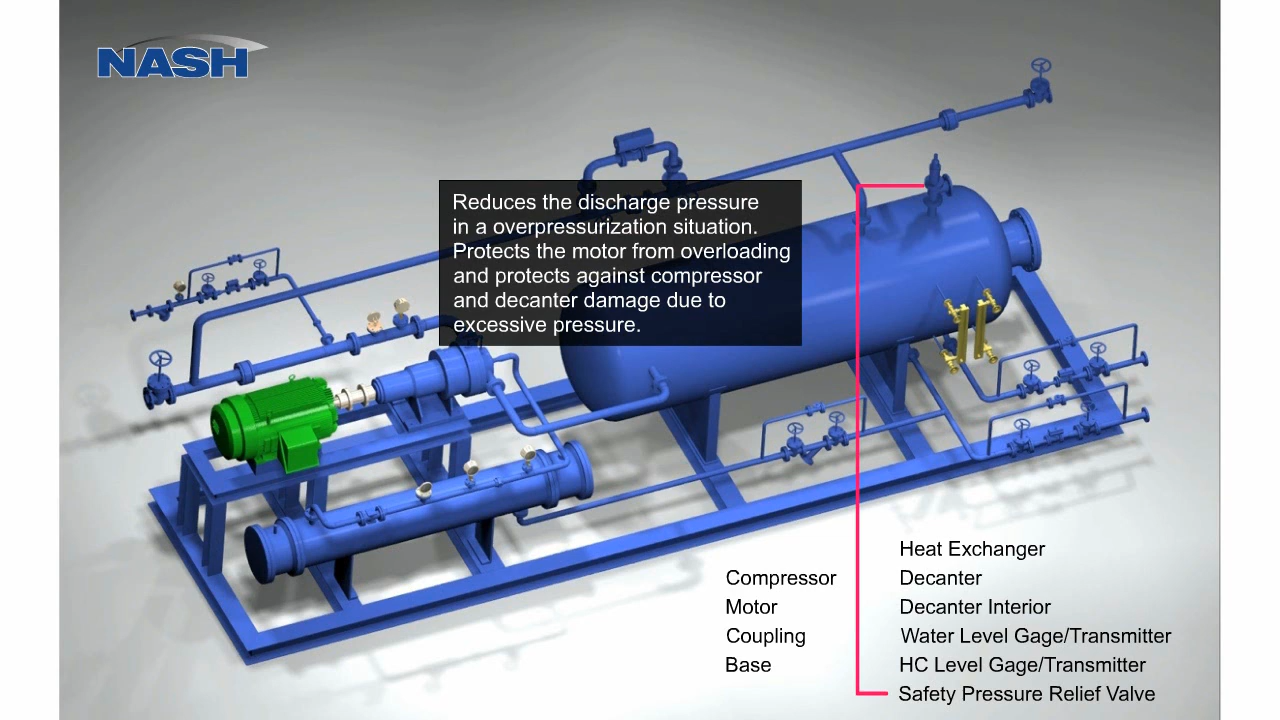 NASH
Reduces the discharge pressure
in a overpressurization situation.
Protects the motor from overloading
and protects against compressor
and decanter damage due to
excessive pressure.
Compressor
Motor
Coupling
Base
Heat Exchanger
Decanter
Decanter Interior
Water Level Gage/Transmitter
HC Level Gage/Transmitter
Safety Pressure Relief Valve